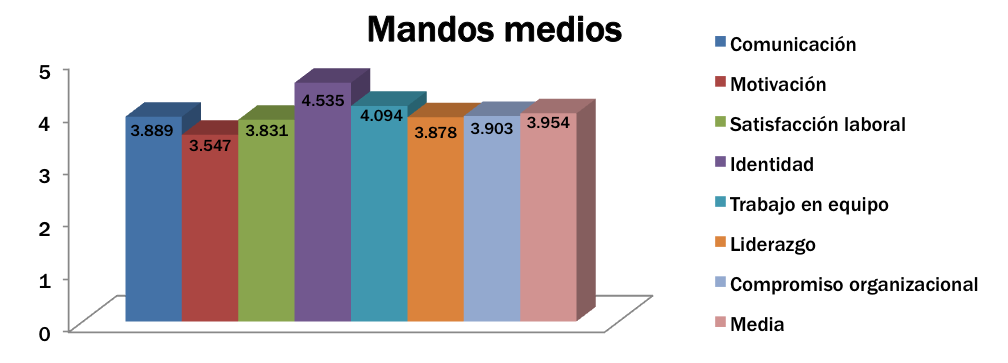 Mandos medios
5
4
3
2
1
0
3.889
3.547
3.831
4.535
4.094
3.878
3.903
3.954
Comunicación
Motivación
Satisfacción laboral
Identidad
Trabajo en equipo
Liderazgo
Compromiso organizacional
Media